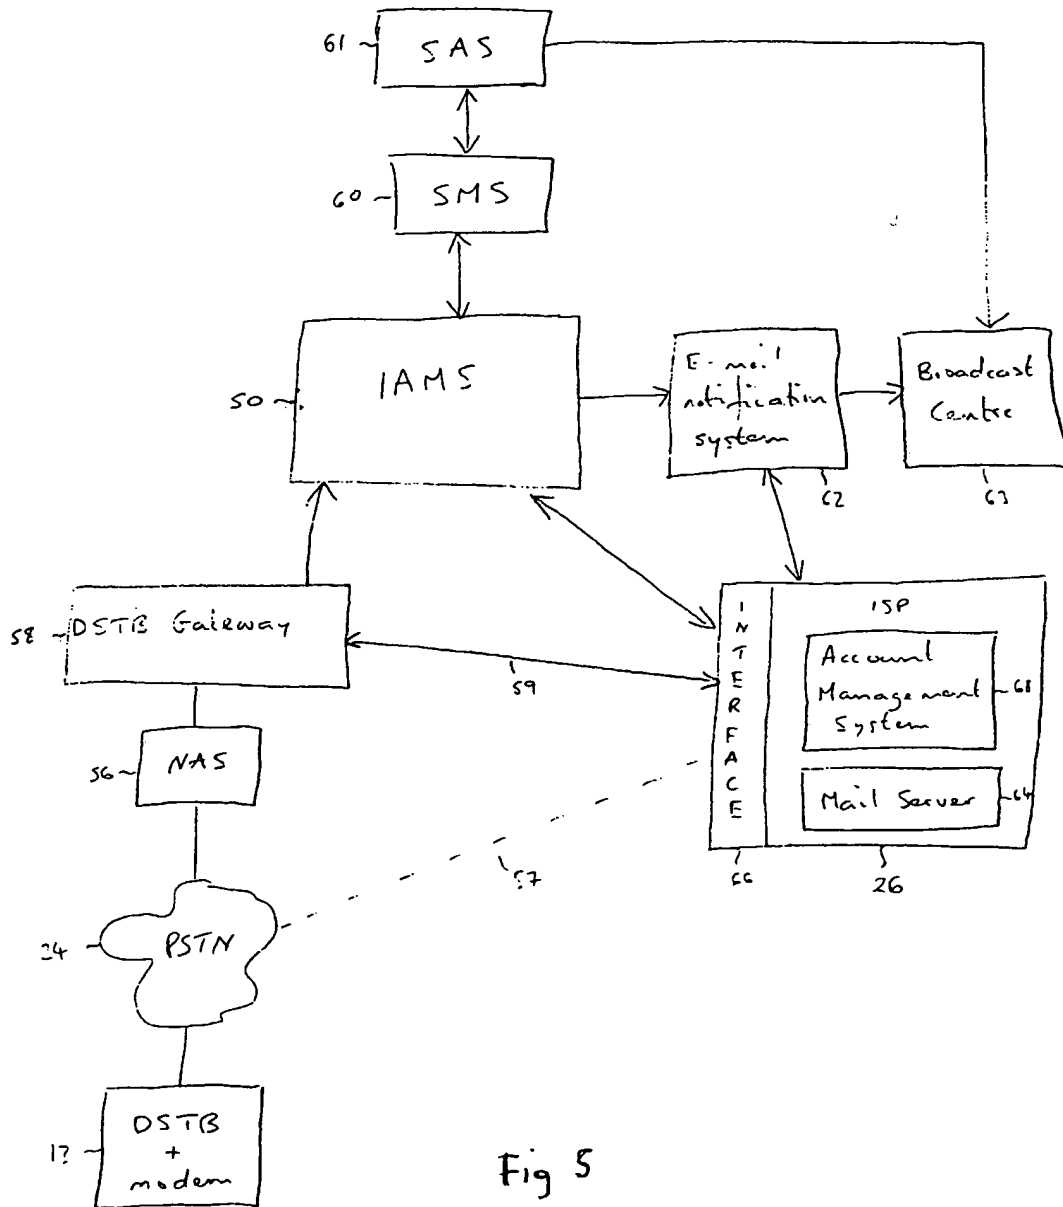 61
SAS
60
SMS
50
IAMS
E-mail
notification
system
62
Broadcast
Centre
63
58
DSTB Gateway
59
INTERFACE
ISP
Account
Management
System
68
Mail Server
64
66
26
56
NAS
57
PSTN
DSTB
+
modem
Fig 5